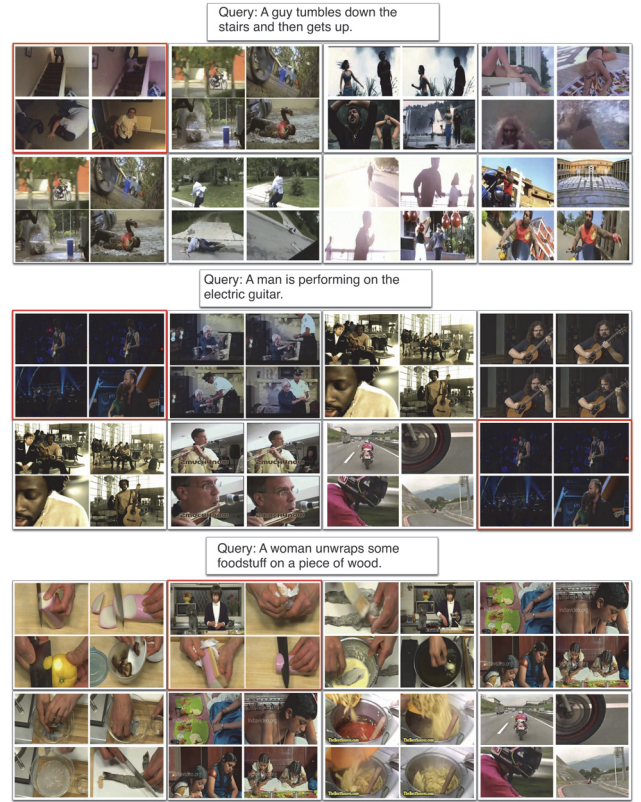 Query: A guy tumbles down the
stairs and then gets up.
Query: A man is performing on the
electric guitar.
Query: A woman unwraps some
foodstuff on a piece of wood.